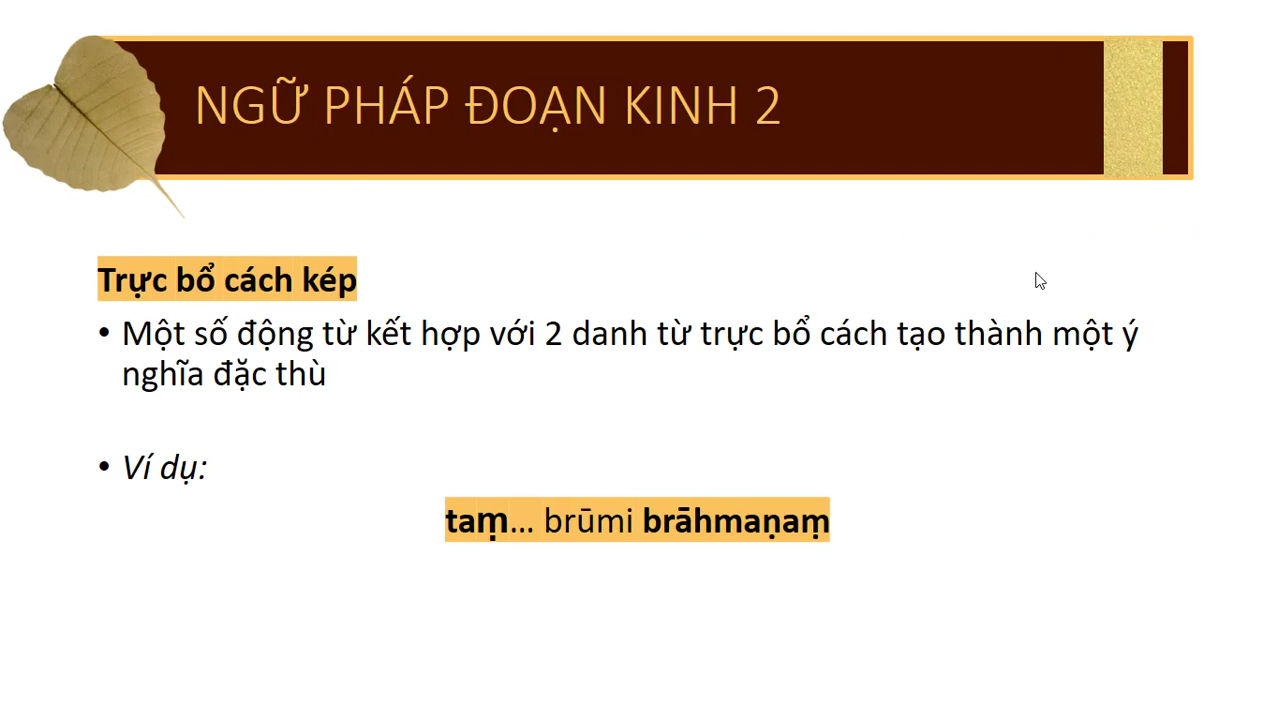 NGỮ PHÁP ĐOẠN KINH 2
Trực bổ cách kép
• Một số động từ kết hợp với 2 danh từ trực bổ cách tạo thành một ý
nghĩa đặc thù
• Ví dụ:
taṃ... brūmi brāhmaṇaṃ